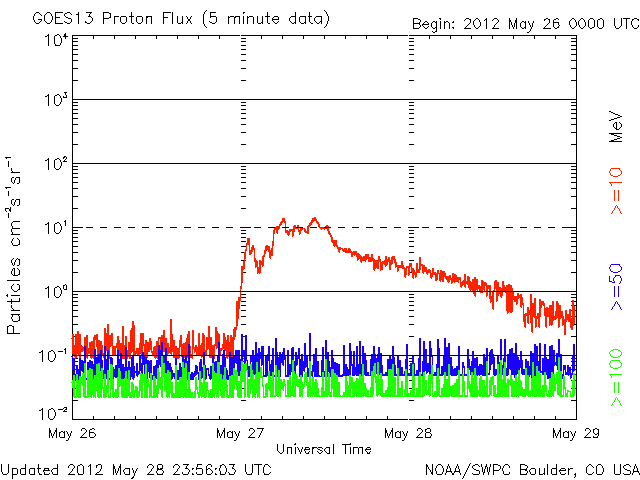 GOES13 Proton Flux (5 minute data)
Begin: 2012 May 26 0000 UTC
10⁴
10³
10²
10¹
10⁰
10⁻¹
10⁻²
Particles cm⁻²s⁻¹sr⁻¹
MeV
>=10
>=50
>=100
May 26
May 27
May 28
May 29
Universal Time
Updated 2012 May 28 23:56:03 UTC
NOAA/SWPC Boulder, CO USA